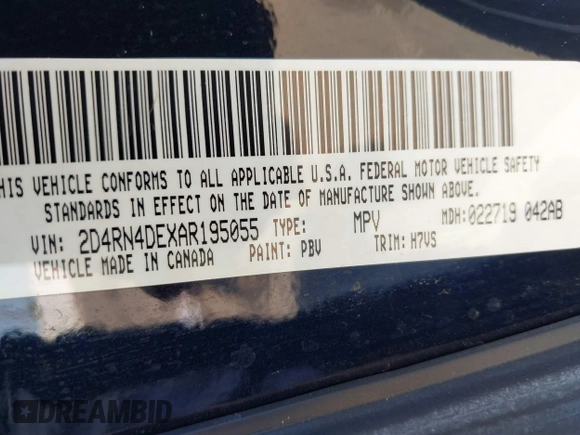 THIS VEHICLE CONFORMS TO ALL APPLICABLE U.S.A. FEDERAL MOTOR VEHICLE SAFETY
STANDARDS IN EFFECT ON THE DATE OF MANUFACTURE SHOWN ABOVE.
VIN: 2D4RN4DEXAR195055 TYPE: MPV MDH:022719 042AB
VEHICLE MADE IN CANADA PAINT: PBV TRIM: H7VS
DREAMBID